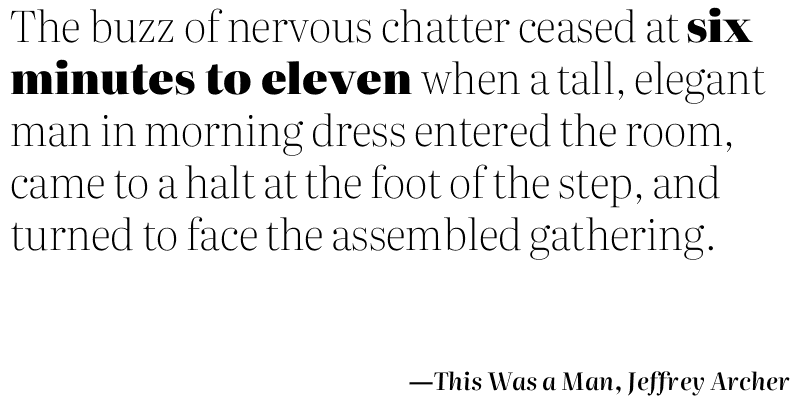 The buzz of nervous chatter ceased at six
minutes to eleven when a tall, elegant
man in morning dress entered the room,
came to a halt at the foot of the step, and
turned to face the assembled gathering.
—This Was a Man, Jeffrey Archer